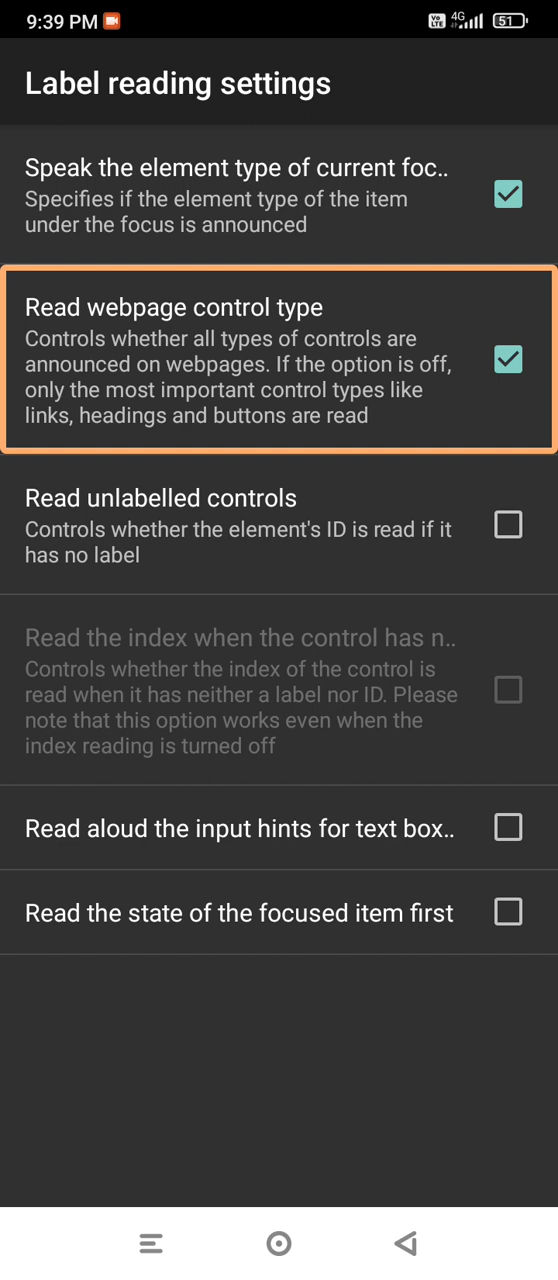 9:39 PM
Vo LTE 4G 51
Label reading settings
Speak the element type of current foc..
Specifies if the element type of the item
under the focus is announced
Read webpage control type
Controls whether all types of controls are
announced on webpages. If the option is off,
only the most important control types like
links, headings and buttons are read
Read unlabelled controls
Controls whether the element's ID is read if it
has no label
Read the index when the control has n..
Controls whether the index of the control is
read when it has neither a label nor ID. Please
note that this option works even when the
index reading is turned off
Read aloud the input hints for text box..
Read the state of the focused item first